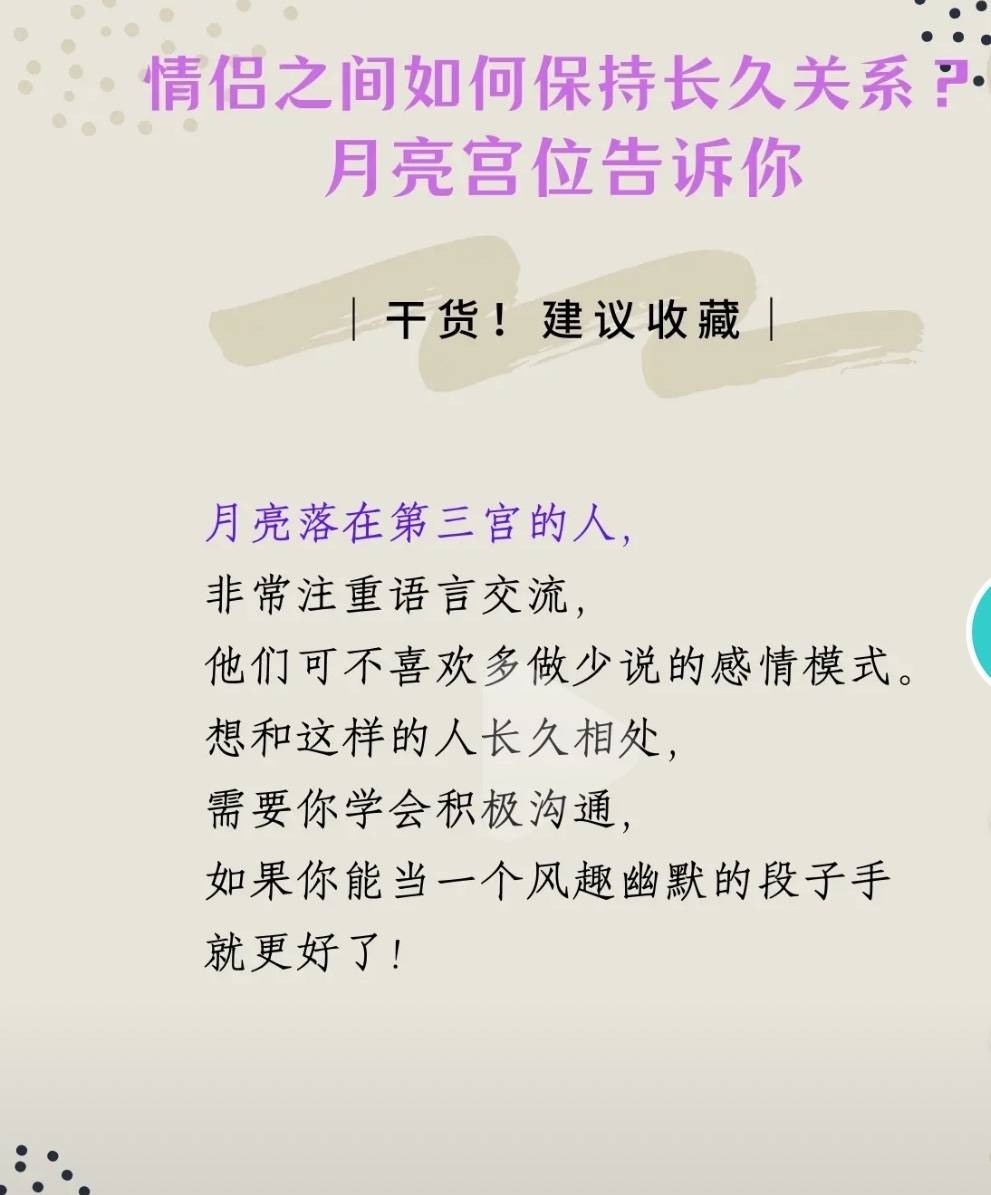 情侣之间如何保持长久关系？
月亮宫位告诉你
｜干货！建议收藏｜
月亮落在第三宫的人，
非常注重语言交流，
他们可不喜欢多做少说的感情模式。
想和这样的人长久相处，
需要你学会积极沟通，
如果你能当一个风趣幽默的段子手
就更好了！